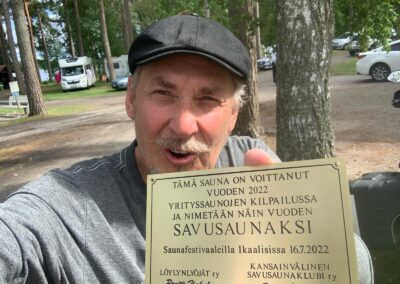 TÄMÄ SAUNA ON VOITTANUT
VUODEN 2022
YRITYSSAUNOJEN KILPAILUSSA
JA NIMETÄÄN NÄIN VUODEN
SAVUSAUNAKSI
Saunafestivaaleilla Ikaalisissa 16.7.2022
LÖYLYNLYÖJÄT ry
KANSAINVÄLINEN
SAVUSAUNAKLUBI ry